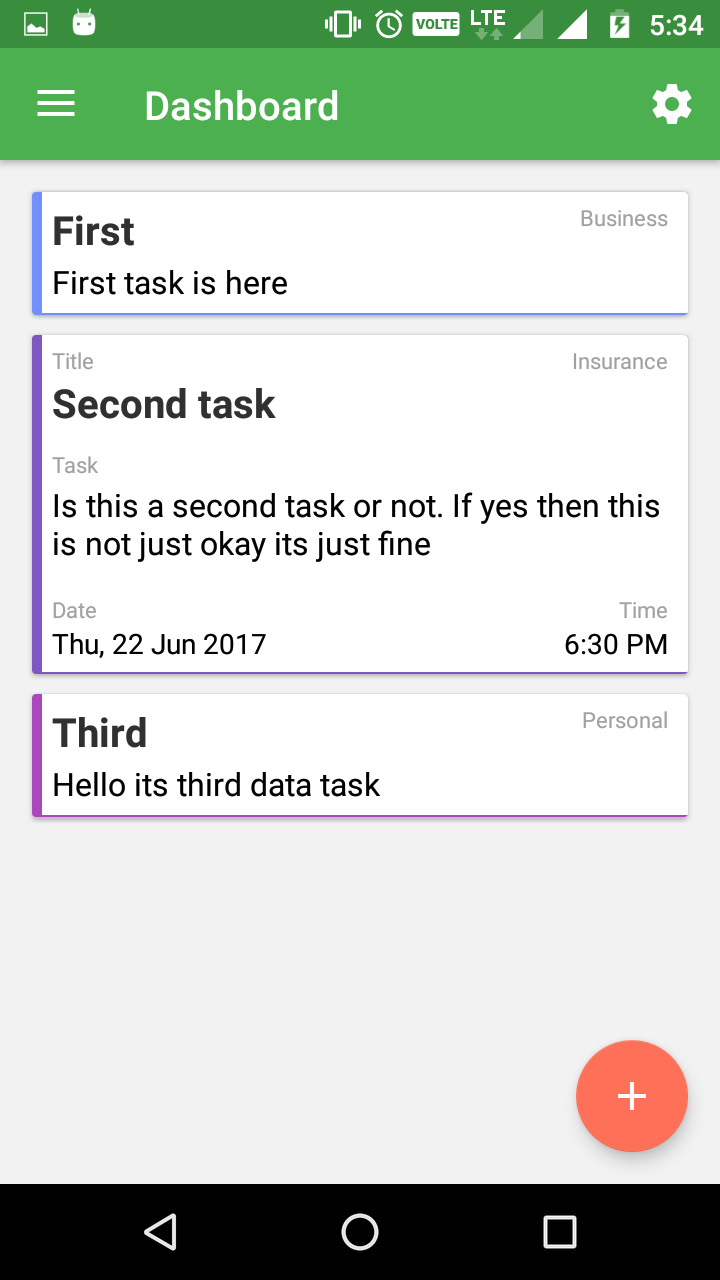 VOLTE LTE 5:34
Dashboard
First Business
First task is here
Title Insurance
Second task
Task
Is this a second task or not. If yes then this
is not just okay its just fine
Date Time
Thu, 22 Jun 2017 6:30 PM
Third Personal
Hello its third data task